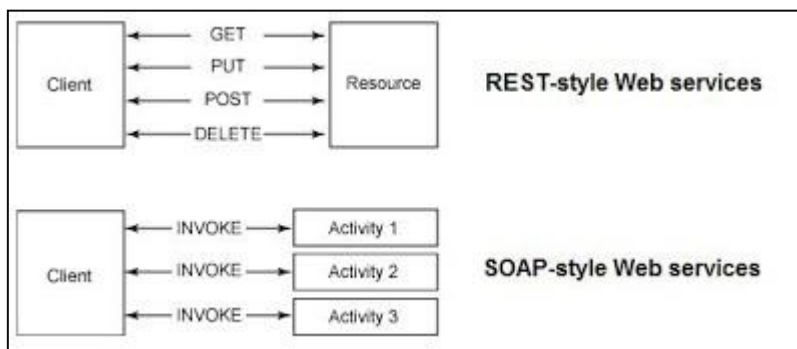 GET
PUT
Client
Resource
REST-style Web services
POST
DELETE
INVOKE
Activity 1
Client
INVOKE
Activity 2
SOAP-style Web services
INVOKE
Activity 3